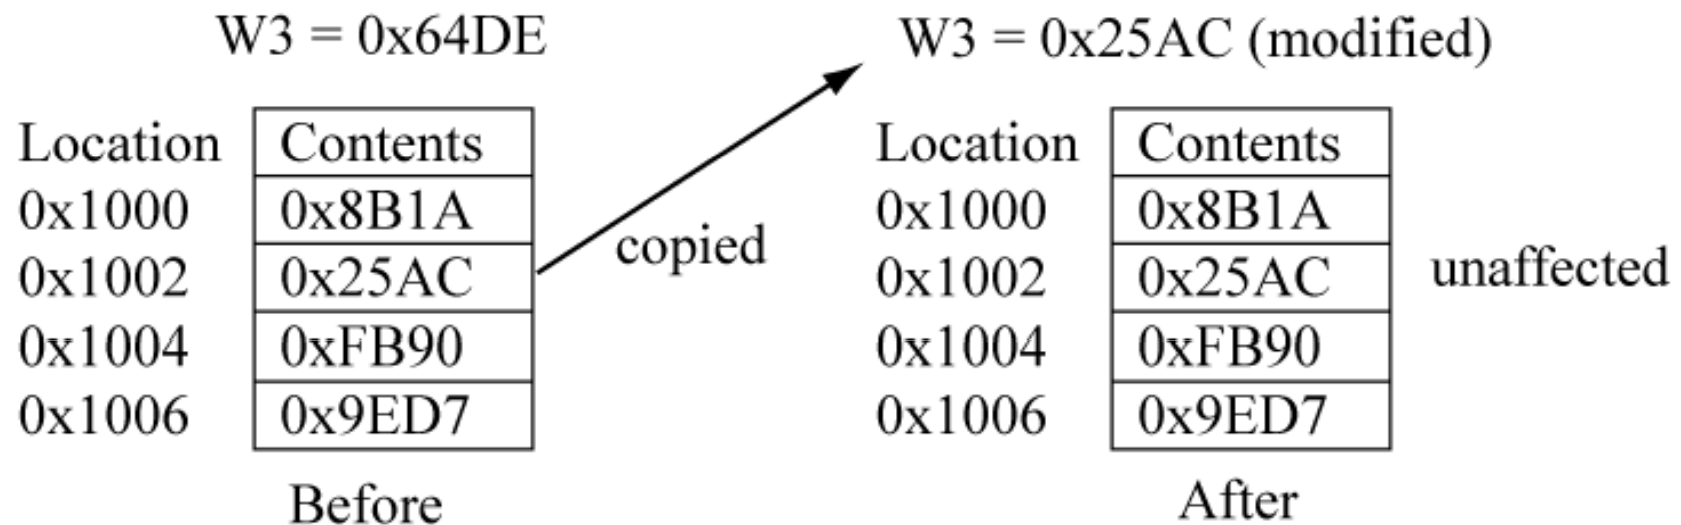 W3 = 0x64DE
W3 = 0x25AC (modified)
Location Contents
0x1000 0x8B1A
0x1002 0x25AC
0x1004 0xFB90
0x1006 0x9ED7
Before
copied
Location Contents
0x1000 0x8B1A
0x1002 0x25AC
0x1004 0xFB90
0x1006 0x9ED7
unaffected
After